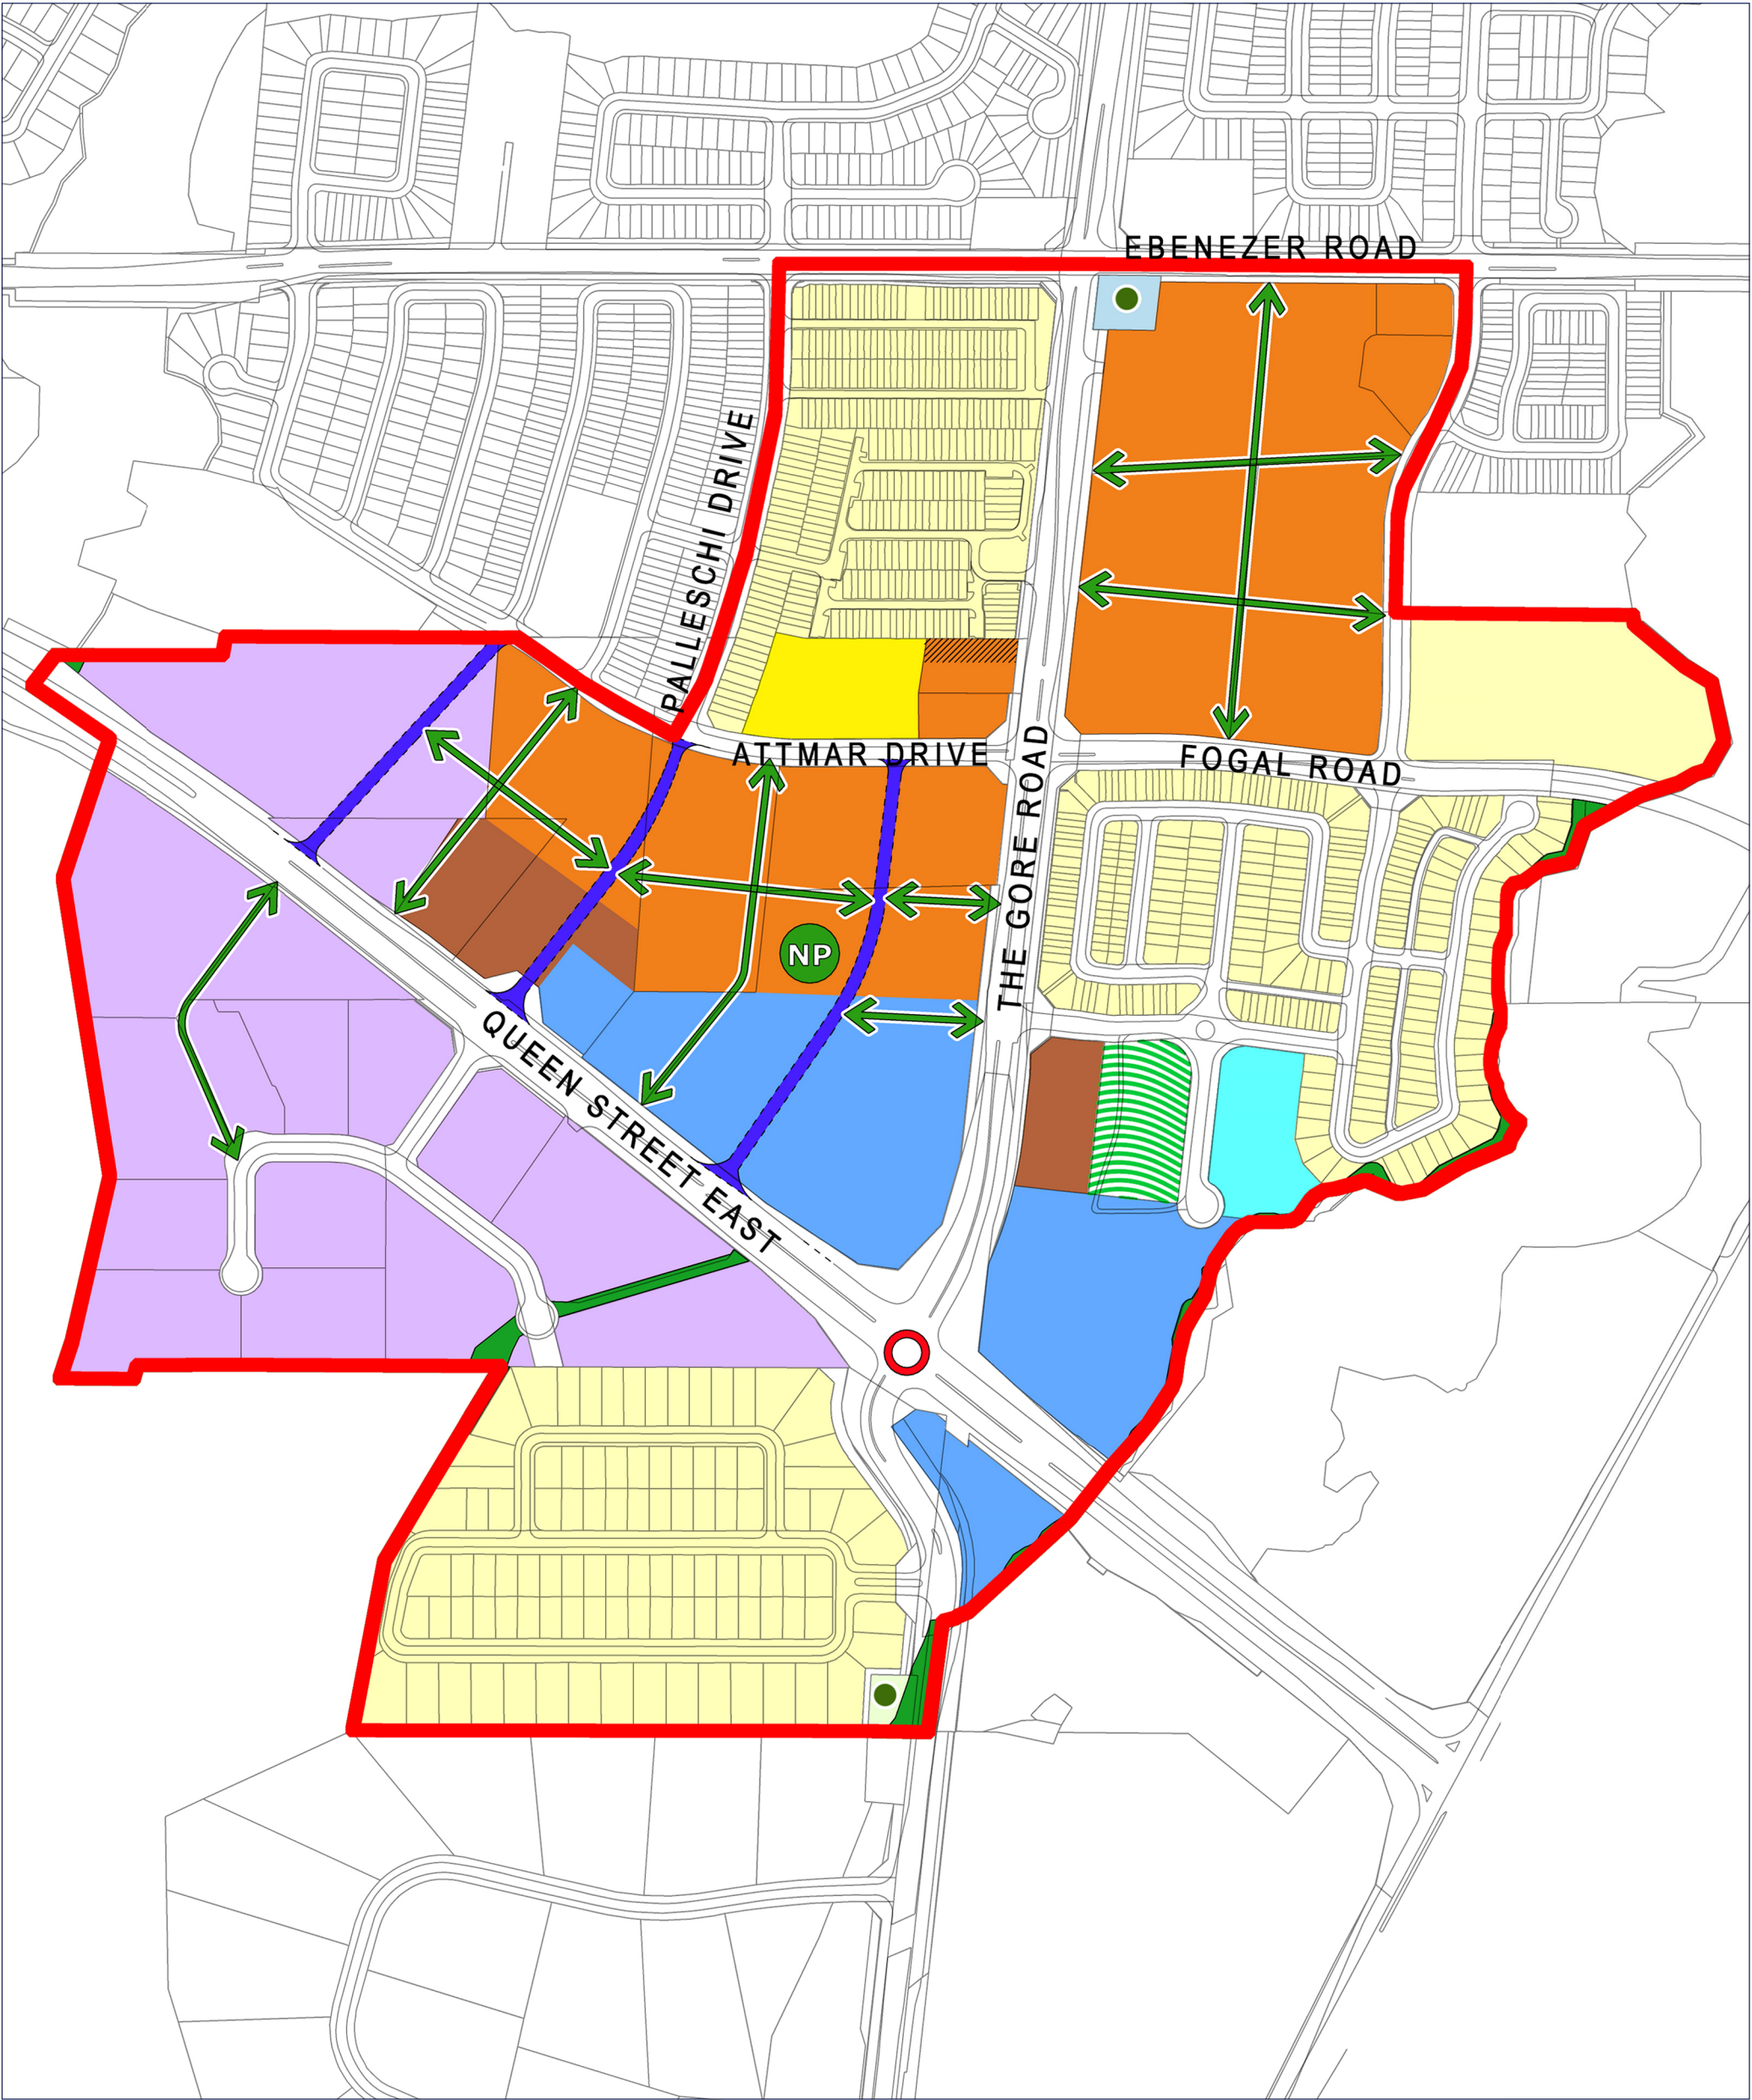 EBENEZER ROAD
PALLESCHI DRIVE
ATTMAR DRIVE
FOGAL ROAD
THE GORE ROAD
NP
QUEEN STREET EAST